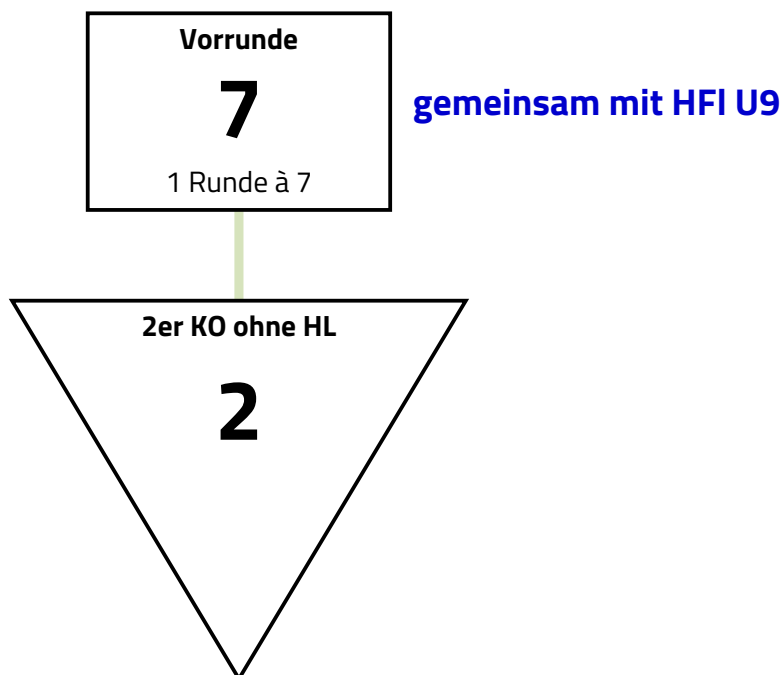 Vorrunde
7
gemeinsam mit HFl U9
1 Runde à 7
2er KO ohne HL
2